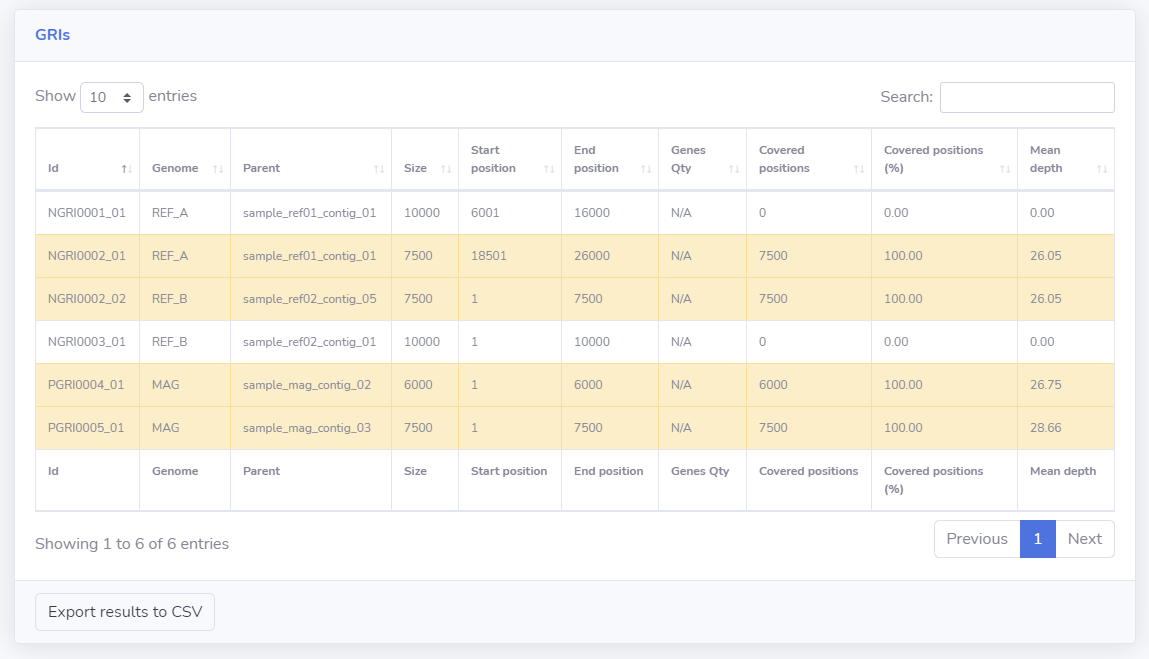 GRIs
Show 10 entries Search:
Id Genome Parent Size Start position End position Genes Qty Covered positions Covered positions (%) Mean depth
NGRI0001_01 REF_A sample_ref01_contig_01 10000 6001 16000 N/A 0 0.00 0.00
NGRI0002_01 REF_A sample_ref01_contig_01 7500 18501 26000 N/A 7500 100.00 26.05
NGRI0002_02 REF_B sample_ref02_contig_05 7500 1 7500 N/A 7500 100.00 26.05
NGRI0003_01 REF_B sample_ref02_contig_01 10000 1 10000 N/A 0 0.00 0.00
PGRI0004_01 MAG sample_mag_contig_02 6000 1 6000 N/A 6000 100.00 26.75
PGRI0005_01 MAG sample_mag_contig_03 7500 1 7500 N/A 7500 100.00 28.66
Id Genome Parent Size Start position End position Genes Qty Covered positions Covered positions (%) Mean depth
Showing 1 to 6 of 6 entries Previous 1 Next
Export results to CSV